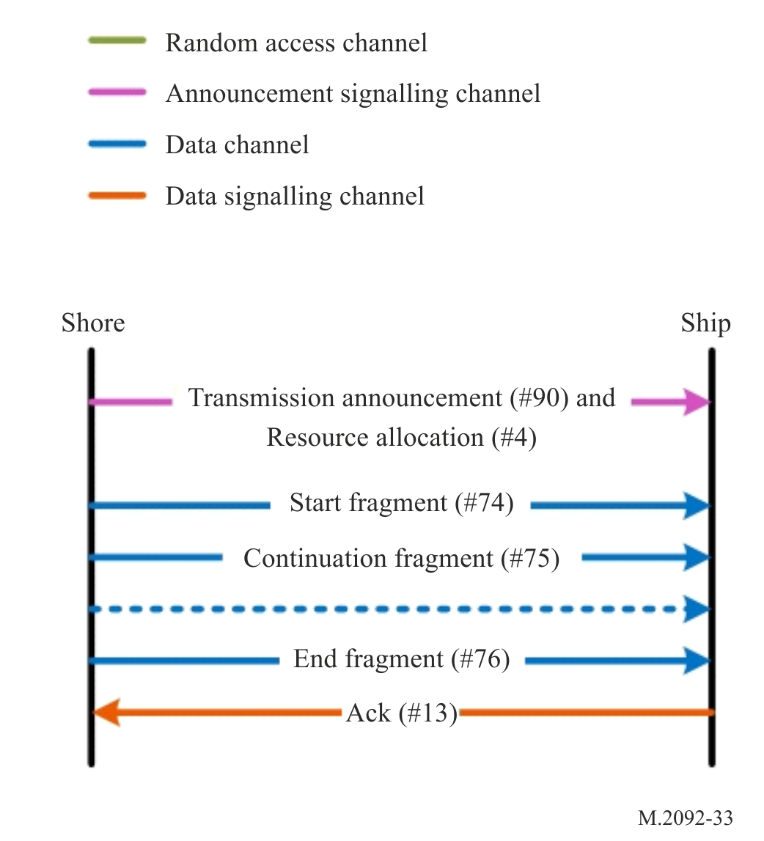 Random access channel
Announcement signalling channel
Data channel
Data signalling channel
Shore
Ship
Transmission announcement (#90) and
Resource allocation (#4)
Start fragment (#74)
Continuation fragment (#75)
End fragment (#76)
Ack (#13)
M.2092-33